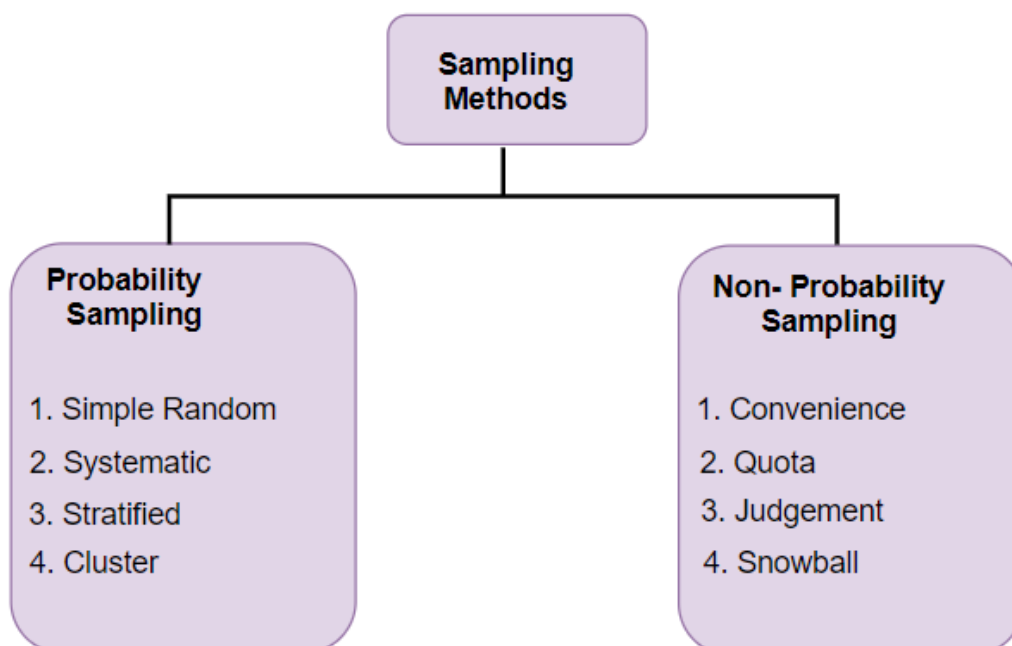 Sampling
Methods
Probability
Sampling
1. Simple Random
2. Systematic
3. Stratified
4. Cluster
Non- Probability
Sampling
1. Convenience
2. Quota
3. Judgement
4. Snowball